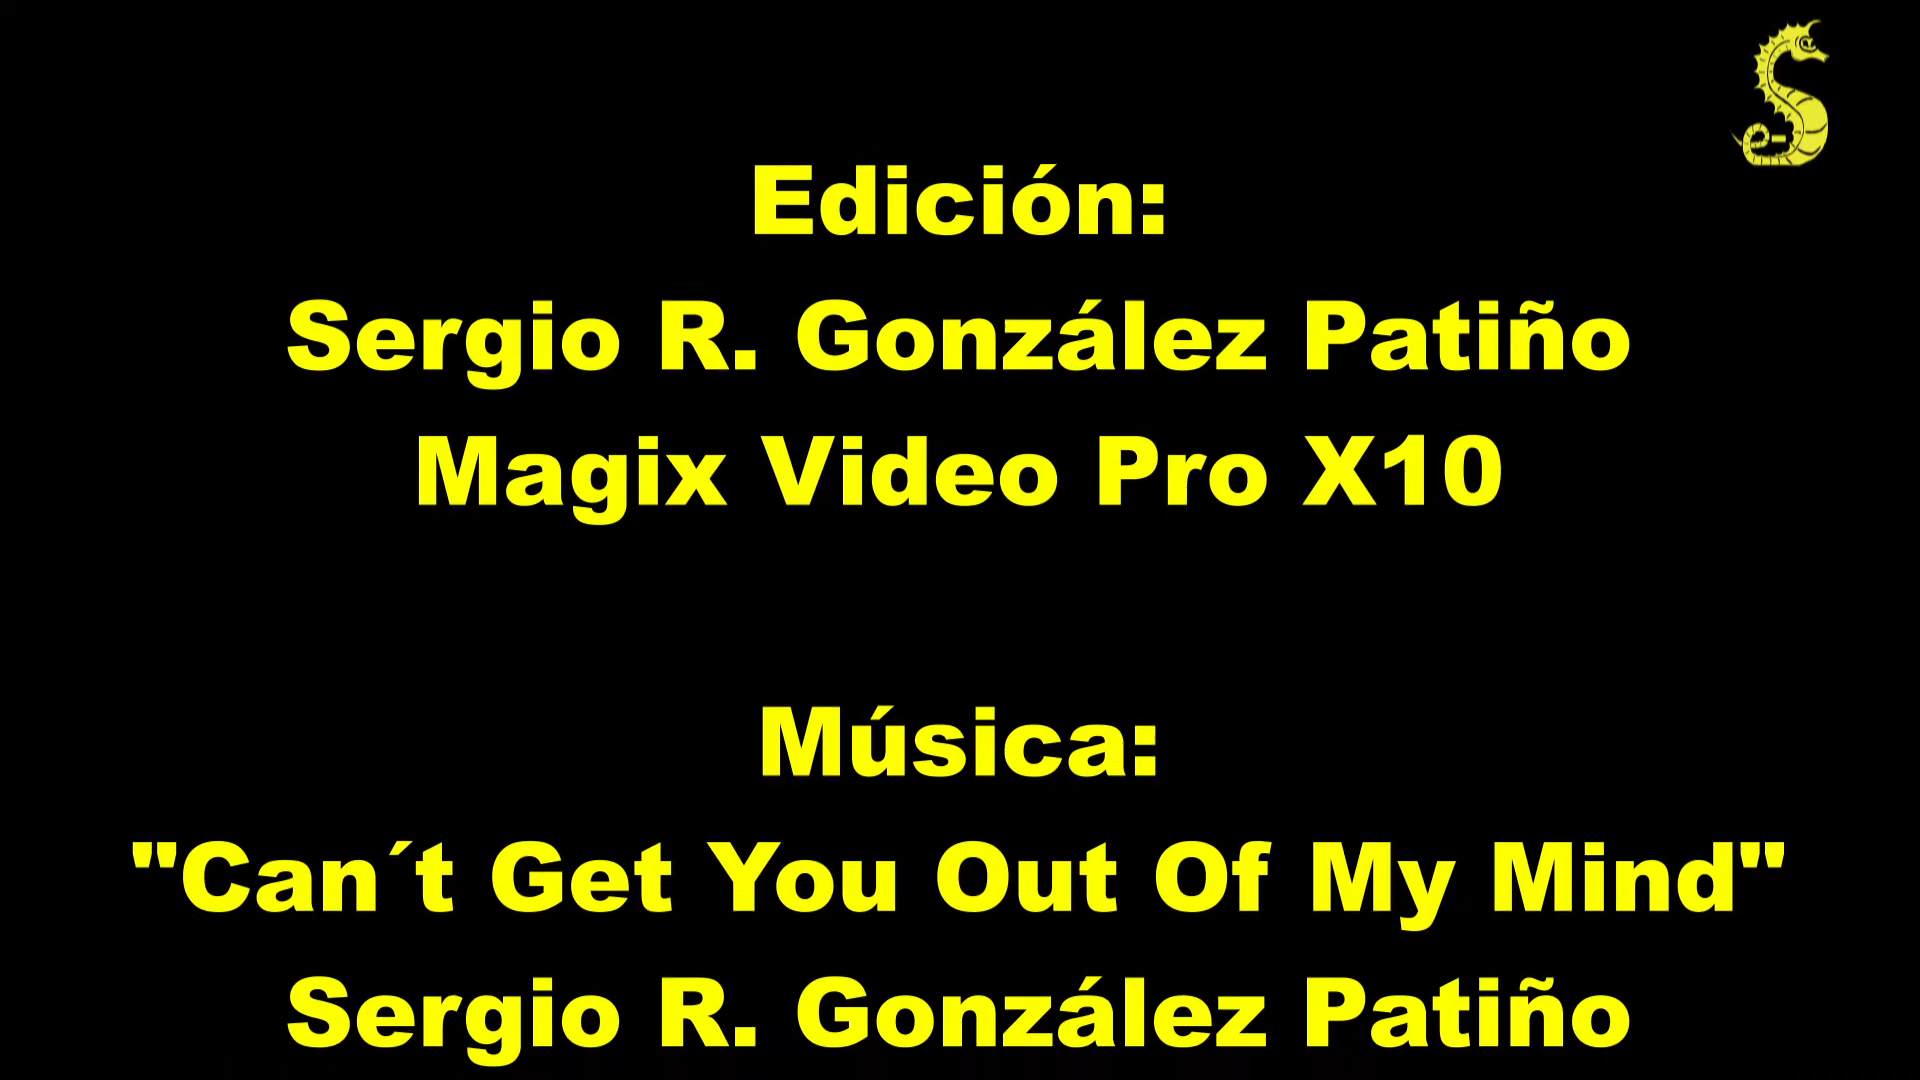 Edición:
Sergio R. González Patiño
Magix Video Pro X10
Música:
"Can´t Get You Out Of My Mind"
Sergio R. González Patiño